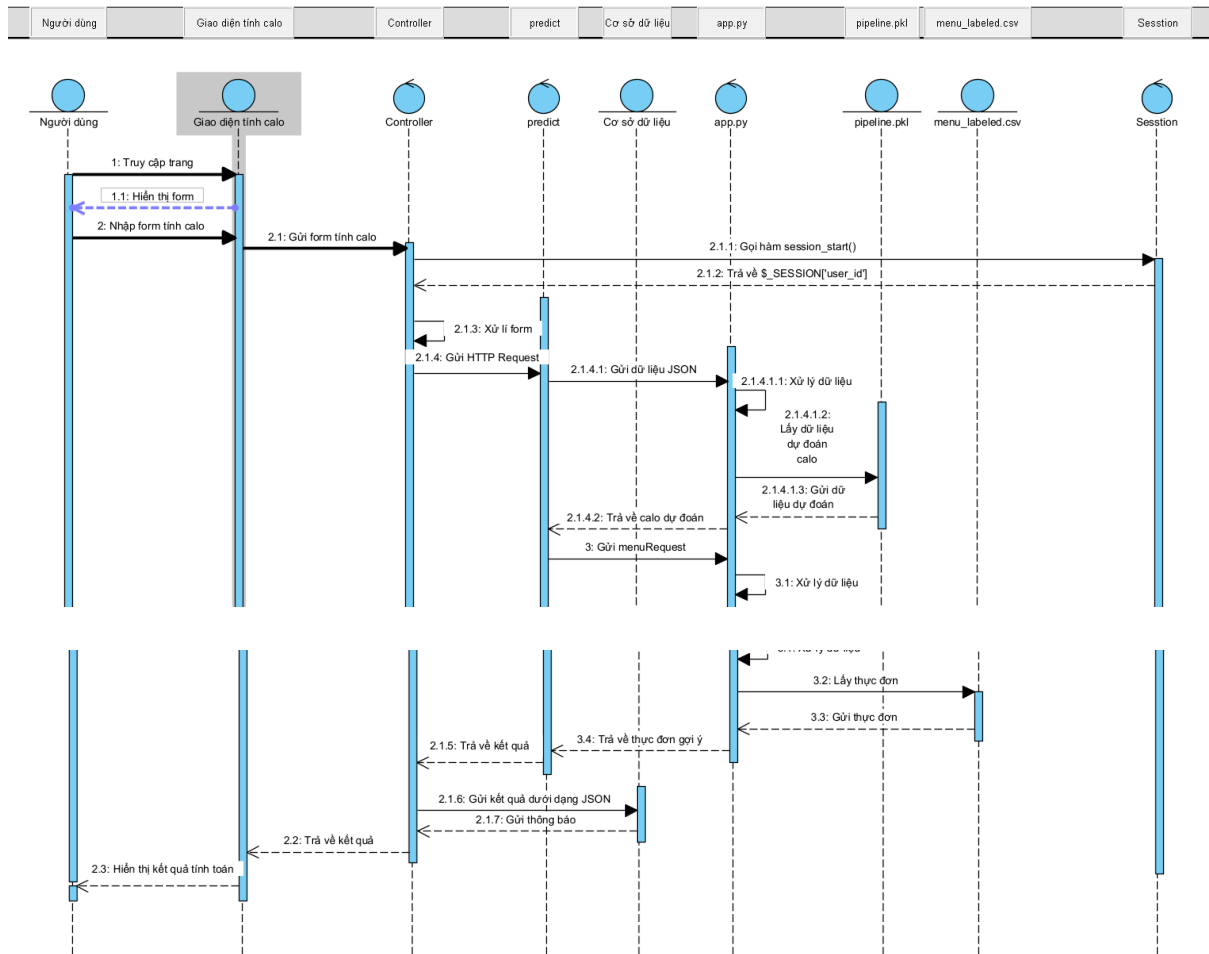 Người dùng
Giao diện tính calo
Controller
predict
Cơ sở dữ liệu
app.py
pipeline.pkl
menu_labeled.csv
Sesstion
Người dùng
Giao diện tính calo
Controller
predict
Cơ sở dữ liệu
app.py
pipeline.pkl
menu_labeled.csv
Sesstion
1: Truy cập trang
1.1: Hiển thị form
2: Nhập form tính calo
2.1: Gửi form tính calo
2.1.1: Gọi hàm session_start()
2.1.2: Trả về $_SESSION['user_id']
2.1.3: Xử lí form
2.1.4: Gửi HTTP Request
2.1.4.1: Gửi dữ liệu JSON
2.1.4.1.1: Xử lý dữ liệu
2.1.4.1.2:
Lấy dữ liệu
dự đoán
calo
2.1.4.1.3: Gửi dữ
liệu dự đoán
2.1.4.2: Trả về calo dự đoán
3: Gửi menuRequest
3.1: Xử lý dữ liệu
3.2: Lấy thực đơn
3.3: Gửi thực đơn
3.4: Trả về thực đơn gợi ý
2.1.5: Trả về kết quả
2.1.6: Gửi kết quả dưới dạng JSON
2.1.7: Gửi thông báo
2.2: Trả về kết quả
2.3: Hiển thị kết quả tính toán